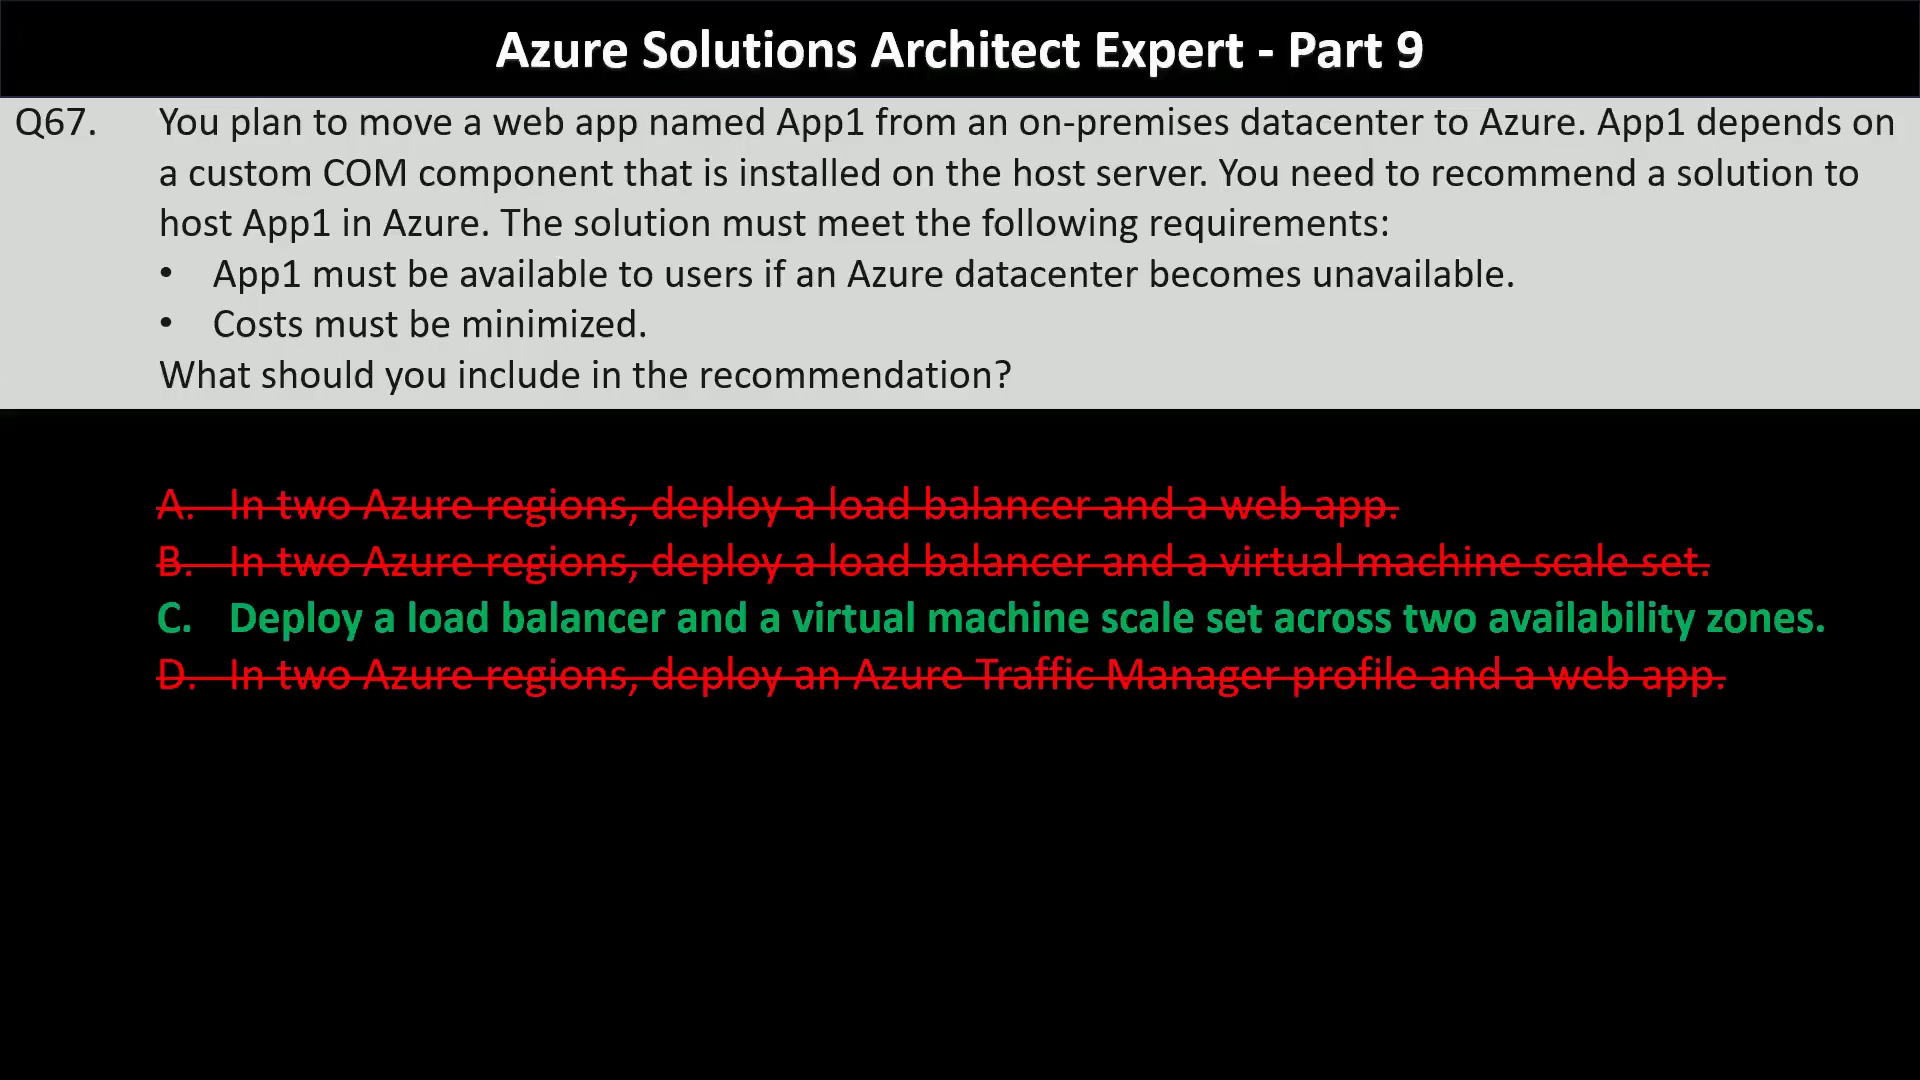 Azure Solutions Architect Expert - Part 9
Q67. You plan to move a web app named App1 from an on-premises datacenter to Azure. App1 depends on
a custom COM component that is installed on the host server. You need to recommend a solution to
host App1 in Azure. The solution must meet the following requirements:
• App1 must be available to users if an Azure datacenter becomes unavailable.
• Costs must be minimized.
What should you include in the recommendation?
A. In two Azure regions, deploy a load balancer and a web app.
B. In two Azure regions, deploy a load balancer and a virtual machine scale set.
C. Deploy a load balancer and a virtual machine scale set across two availability zones.
D. In two Azure regions, deploy an Azure Traffic Manager profile and a web app.